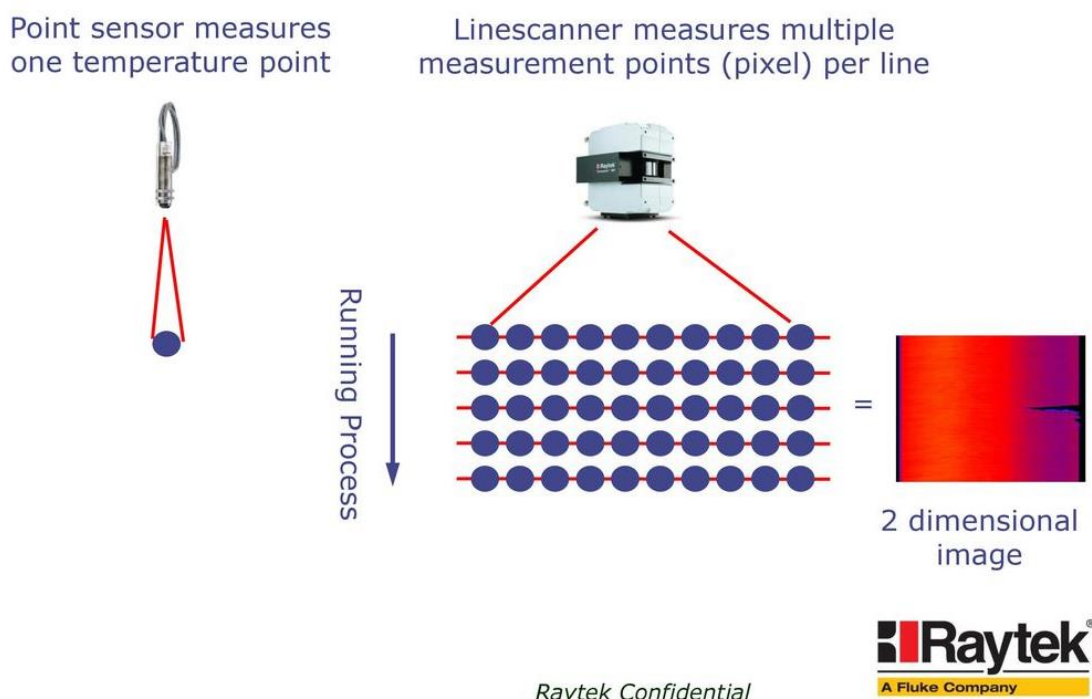 Point sensor measures
one temperature point
Linescanner measures multiple
measurement points (pixel) per line
Raytek
Running Process
=
2 dimensional
image
Raytek®
A Fluke Company
Raytek Confidential